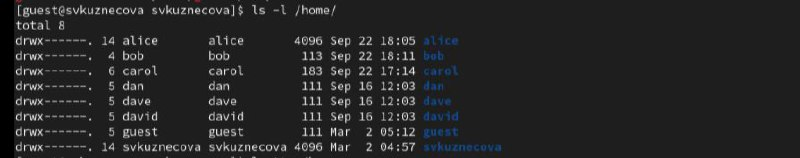 [guest@svkuznecova svkuznecova]$ ls -l /home/
total 8
drwx------. 14 alice alice 4096 Sep 22 18:05 alice
drwx------. 4 bob bob 113 Sep 22 18:11 bob
drwx------. 6 carol carol 183 Sep 22 17:14 carol
drwx------. 5 dan dan 111 Sep 16 12:03 dan
drwx------. 5 dave dave 111 Sep 16 12:03 dave
drwx------. 5 david david 111 Sep 16 12:03 david
drwx------. 5 guest guest 111 Mar 2 05:12 guest
drwx------. 14 svkuznecova svkuznecova 4096 Mar 2 04:57 svkuznecova